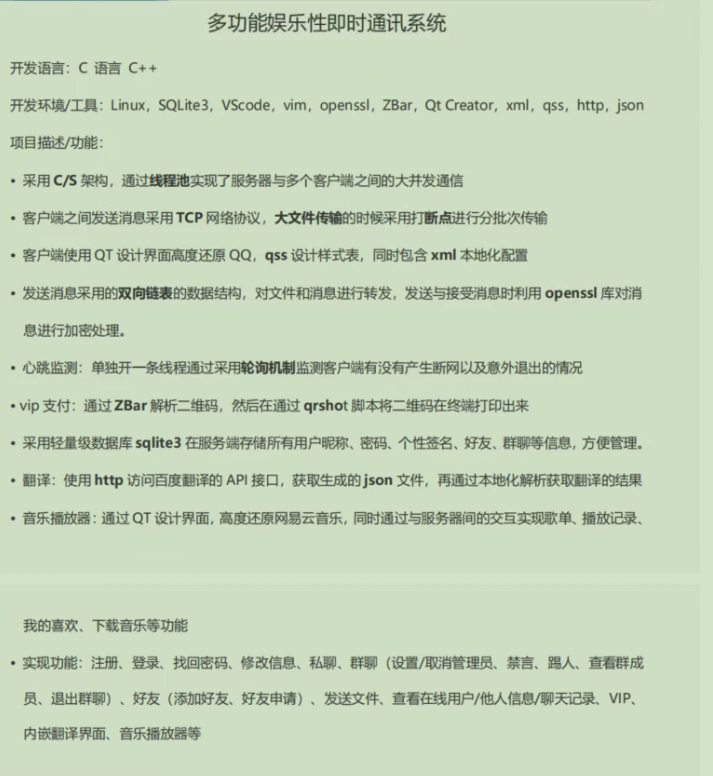 多功能娱乐性即时通讯系统
开发语言：C 语言 C++
开发环境/工具：Linux，SQLite3，VScode，vim，openssl，ZBar，Qt Creator，xml，qss，http，json
项目描述/功能：
• 采用 C/S 架构，通过线程池实现了服务器与多个客户端之间的大并发通信
• 客户端之间发送消息采用 TCP 网络协议，大文件传输的时候采用打断点进行分批次传输
• 客户端使用 QT 设计界面高度还原 QQ，qss 设计样式表，同时包含 xml 本地化配置
• 发送消息采用的双向链表的数据结构，对文件和消息进行转发，发送与接受消息时利用 openssl 库对消
息进行加密处理。
• 心跳监测：单独开一条线程通过采用轮询机制监测客户端有没有产生断网以及意外退出的情况
• vip 支付：通过 ZBar 解析二维码，然后在通过 qrshot 脚本将二维码在终端打印出来
• 采用轻量级数据库 sqlite3 在服务端存储所有用户昵称、密码、个性签名、好友、群聊等信息，方便管理。
• 翻译：使用 http 访问百度翻译的 API 接口，获取生成的 json 文件，再通过本地化解析获取翻译的结果
• 音乐播放器：通过 QT 设计界面，高度还原网易云音乐，同时通过与服务器间的交互实现歌单、播放记录、
我的喜欢、下载音乐等功能
• 实现功能：注册、登录、找回密码、修改信息、私聊、群聊（设置/取消管理员、禁言、踢人、查看群成
员、退出群聊）、好友（添加好友、好友申请）、发送文件、查看在线用户/他人信息/聊天记录、VIP、
内嵌翻译界面、音乐播放器等